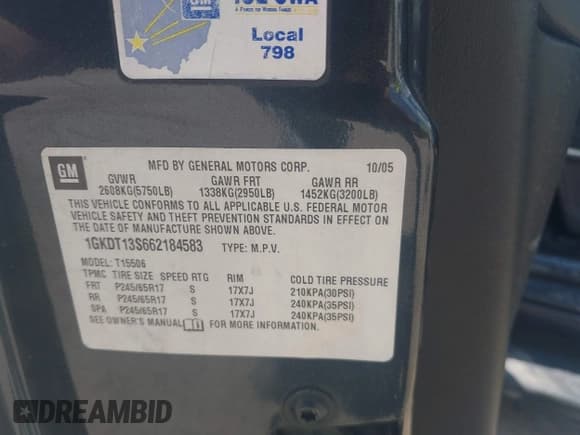 GM
IUE CWA
Local
798
GM
MFD BY GENERAL MOTORS CORP. 10/05
GVWR GAWR FRT GAWR RR
2608KG(5750LB) 1338KG(2950LB) 1452KG(3200LB)
THIS VEHICLE CONFORMS TO ALL APPLICABLE U.S. FEDERAL MOTOR
VEHICLE SAFETY AND THEFT PREVENTION STANDARDS IN EFFECT ON
THE DATE OF MANUFACTURE SHOWN ABOVE.
1GKDT13S662184583 TYPE: M.P.V.
MODEL: T15506
TPMC TIRE SIZE SPEED RTG RIM COLD TIRE PRESSURE
FRT P245/65R17 S 17X7J 210KPA(30PSI)
RR P245/65R17 S 17X7J 240KPA(35PSI)
SPA P245/65R17 S 17X7J 240KPA(35PSI)
SEE OWNER'S MANUAL FOR MORE INFORMATION.
DREAMBID